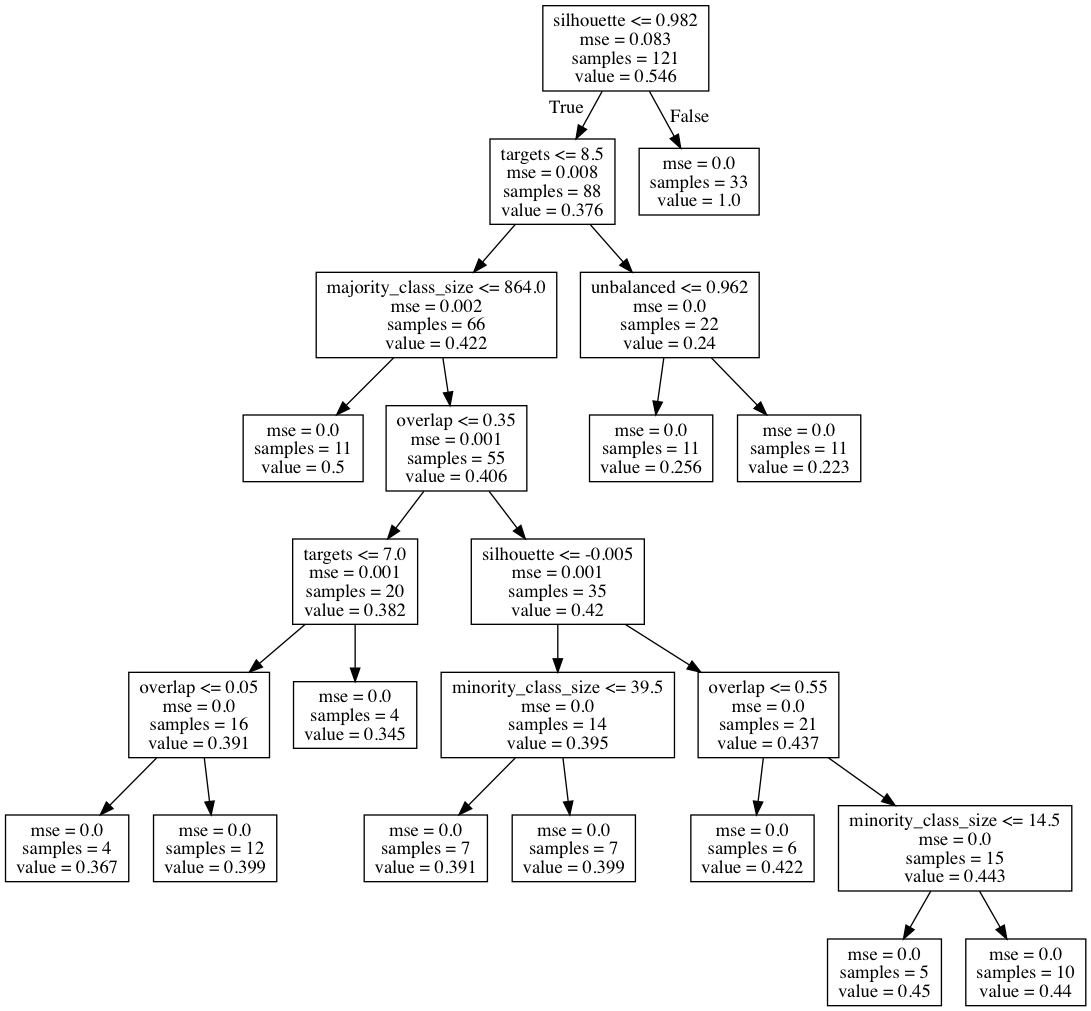 silhouette <= 0.982
mse = 0.083
samples = 121
value = 0.546
True
False
targets <= 8.5
mse = 0.008
samples = 88
value = 0.376
mse = 0.0
samples = 33
value = 1.0
majority_class_size <= 864.0
mse = 0.002
samples = 66
value = 0.422
unbalanced <= 0.962
mse = 0.0
samples = 22
value = 0.24
mse = 0.0
samples = 11
value = 0.5
overlap <= 0.35
mse = 0.001
samples = 55
value = 0.406
mse = 0.0
samples = 11
value = 0.256
mse = 0.0
samples = 11
value = 0.223
targets <= 7.0
mse = 0.001
samples = 20
value = 0.382
silhouette <= -0.005
mse = 0.001
samples = 35
value = 0.42
overlap <= 0.05
mse = 0.0
samples = 16
value = 0.391
mse = 0.0
samples = 4
value = 0.345
minority_class_size <= 39.5
mse = 0.0
samples = 14
value = 0.395
overlap <= 0.55
mse = 0.0
samples = 21
value = 0.437
mse = 0.0
samples = 4
value = 0.367
mse = 0.0
samples = 12
value = 0.399
mse = 0.0
samples = 7
value = 0.391
mse = 0.0
samples = 7
value = 0.399
mse = 0.0
samples = 6
value = 0.422
minority_class_size <= 14.5
mse = 0.0
samples = 15
value = 0.443
mse = 0.0
samples = 5
value = 0.45
mse = 0.0
samples = 10
value = 0.44